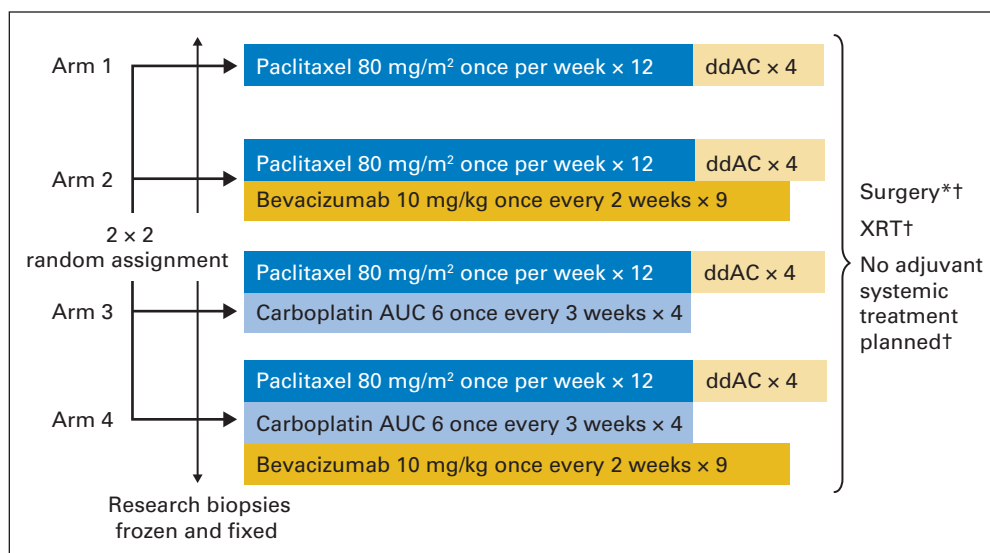 Arm 1
Paclitaxel 80 mg/m² once per week × 12
ddAC × 4
Arm 2
Paclitaxel 80 mg/m² once per week × 12
ddAC × 4
Bevacizumab 10 mg/kg once every 2 weeks × 9
2 × 2
random assignment
Arm 3
Paclitaxel 80 mg/m² once per week × 12
ddAC × 4
Carboplatin AUC 6 once every 3 weeks × 4
Arm 4
Paclitaxel 80 mg/m² once per week × 12
ddAC × 4
Carboplatin AUC 6 once every 3 weeks × 4
Bevacizumab 10 mg/kg once every 2 weeks × 9
Research biopsies
frozen and fixed
Surgery*†
XRT†
No adjuvant
systemic
treatment
planned†